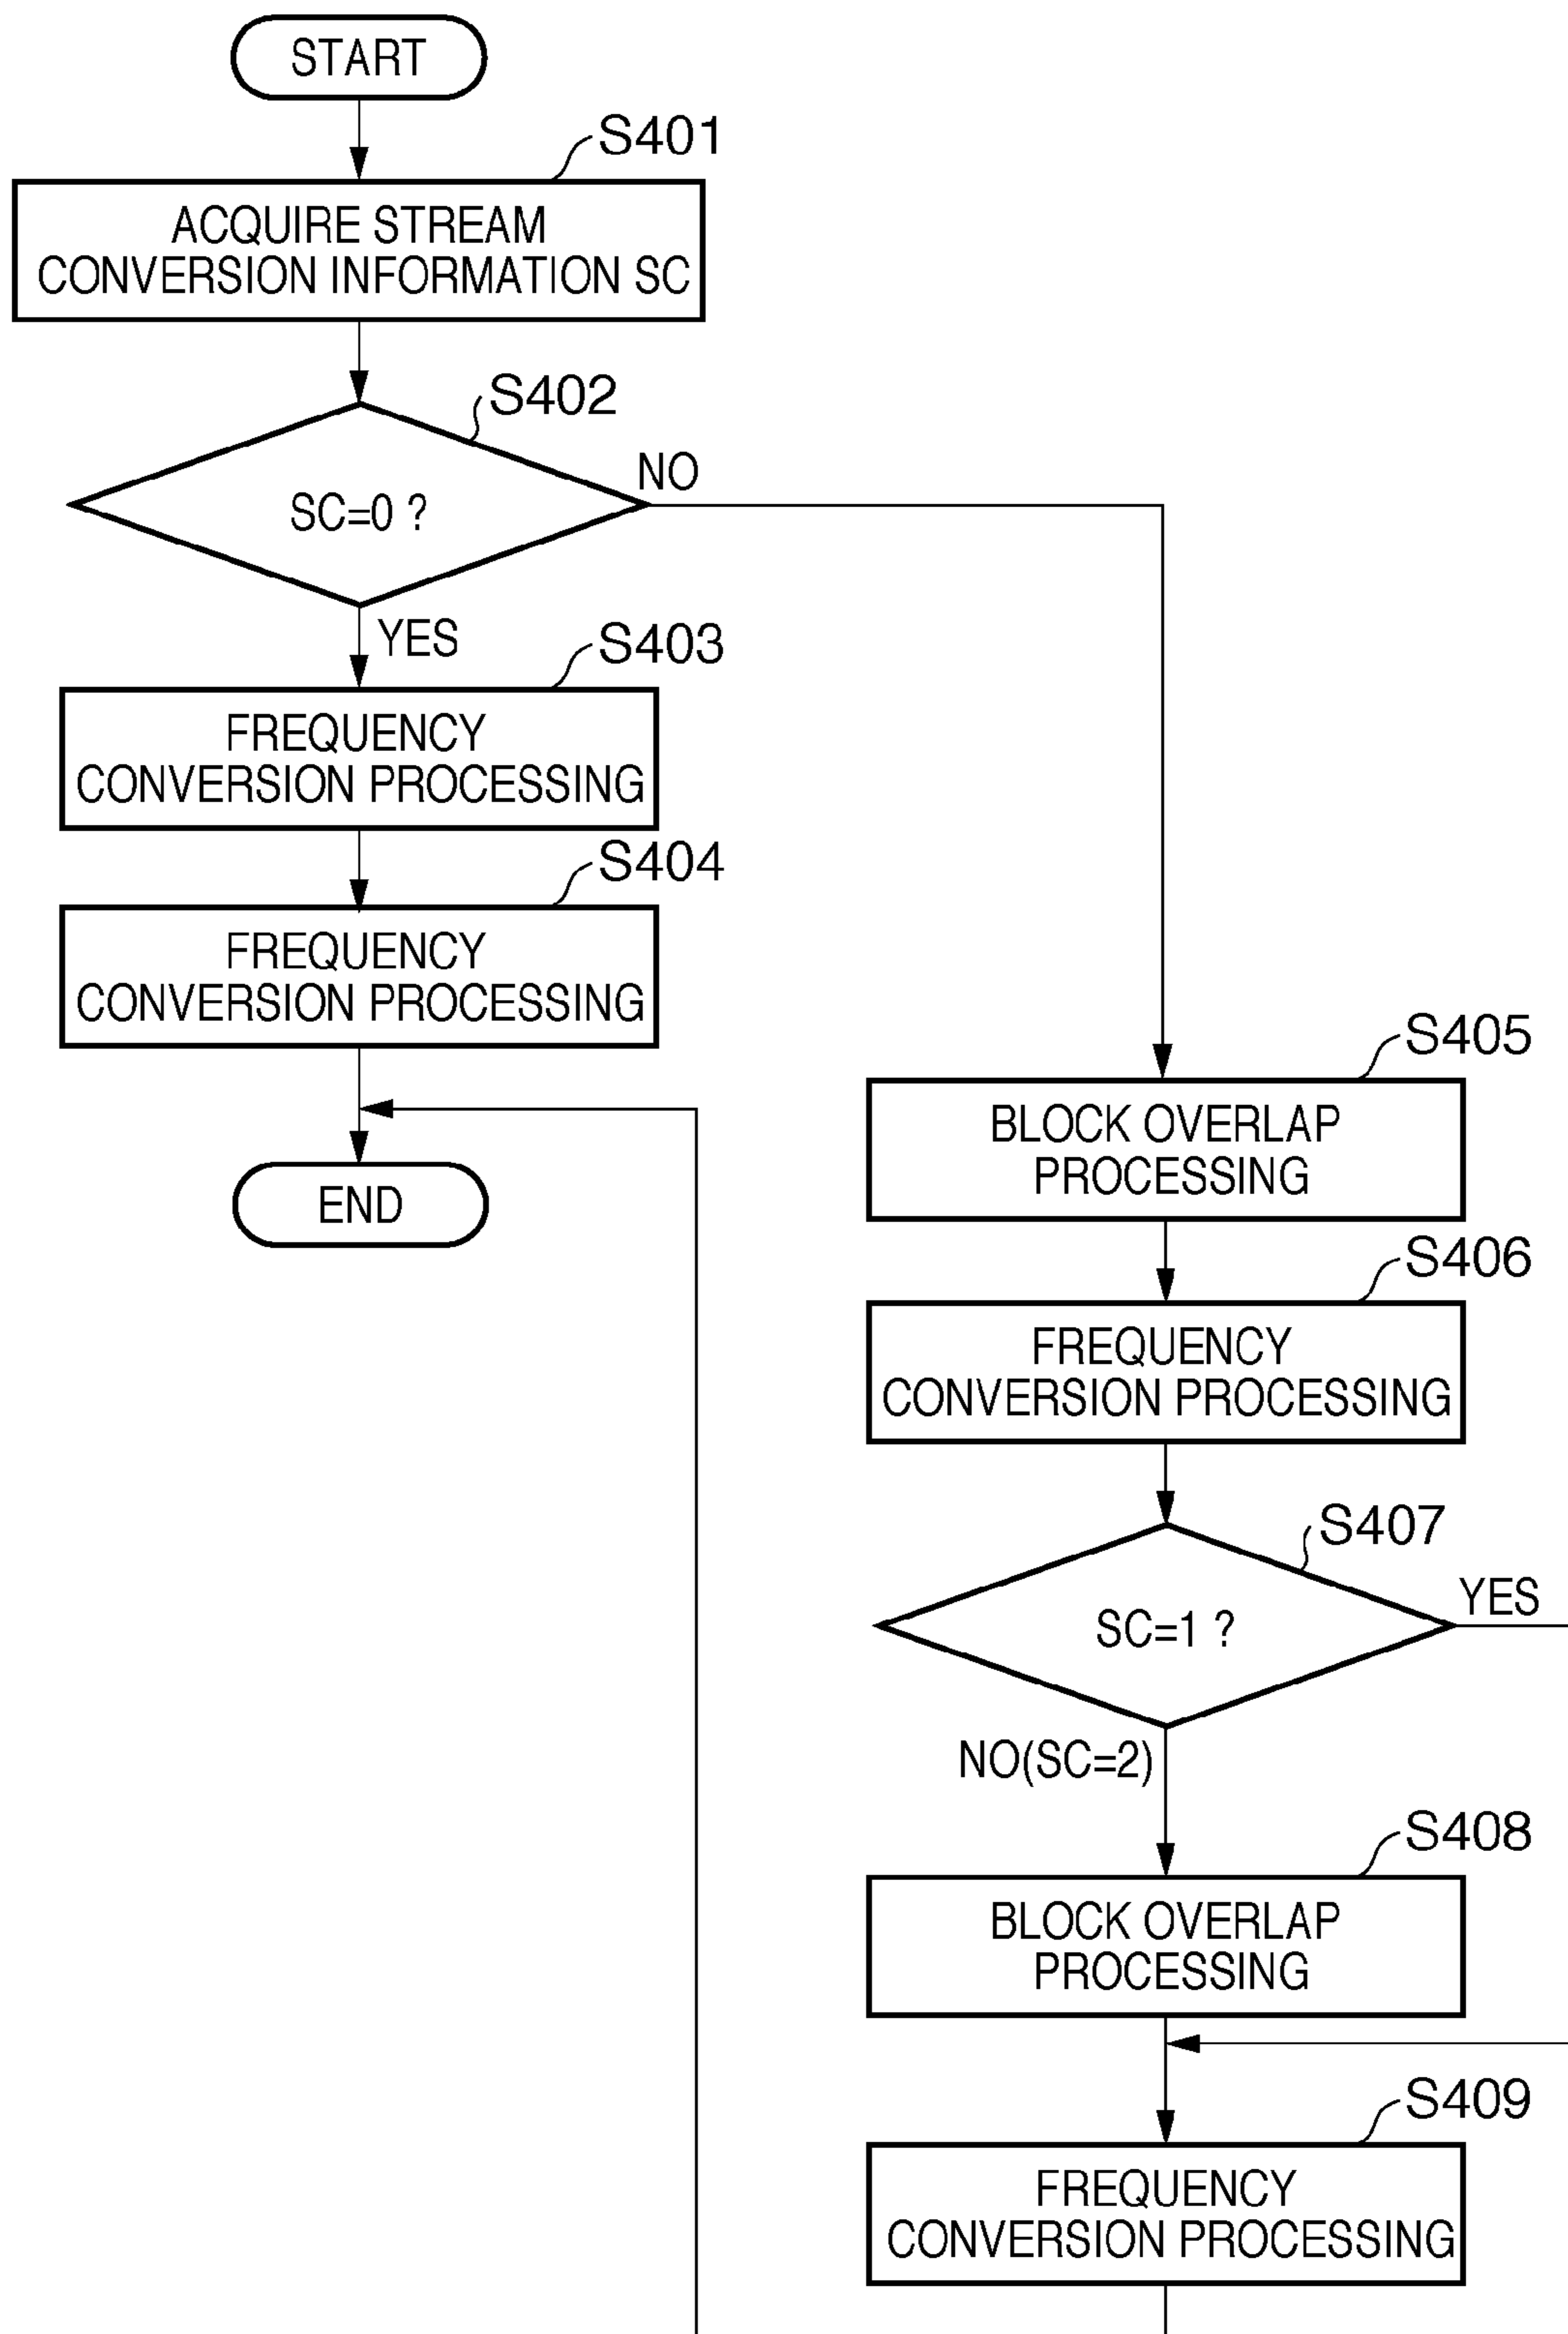 START
S401
ACQUIRE STREAM
CONVERSION INFORMATION SC
S402
SC=0 ?
NO
YES
S403
FREQUENCY
CONVERSION PROCESSING
S404
FREQUENCY
CONVERSION PROCESSING
END
S405
BLOCK OVERLAP
PROCESSING
S406
FREQUENCY
CONVERSION PROCESSING
S407
SC=1 ?
YES
NO(SC=2)
S408
BLOCK OVERLAP
PROCESSING
S409
FREQUENCY
CONVERSION PROCESSING